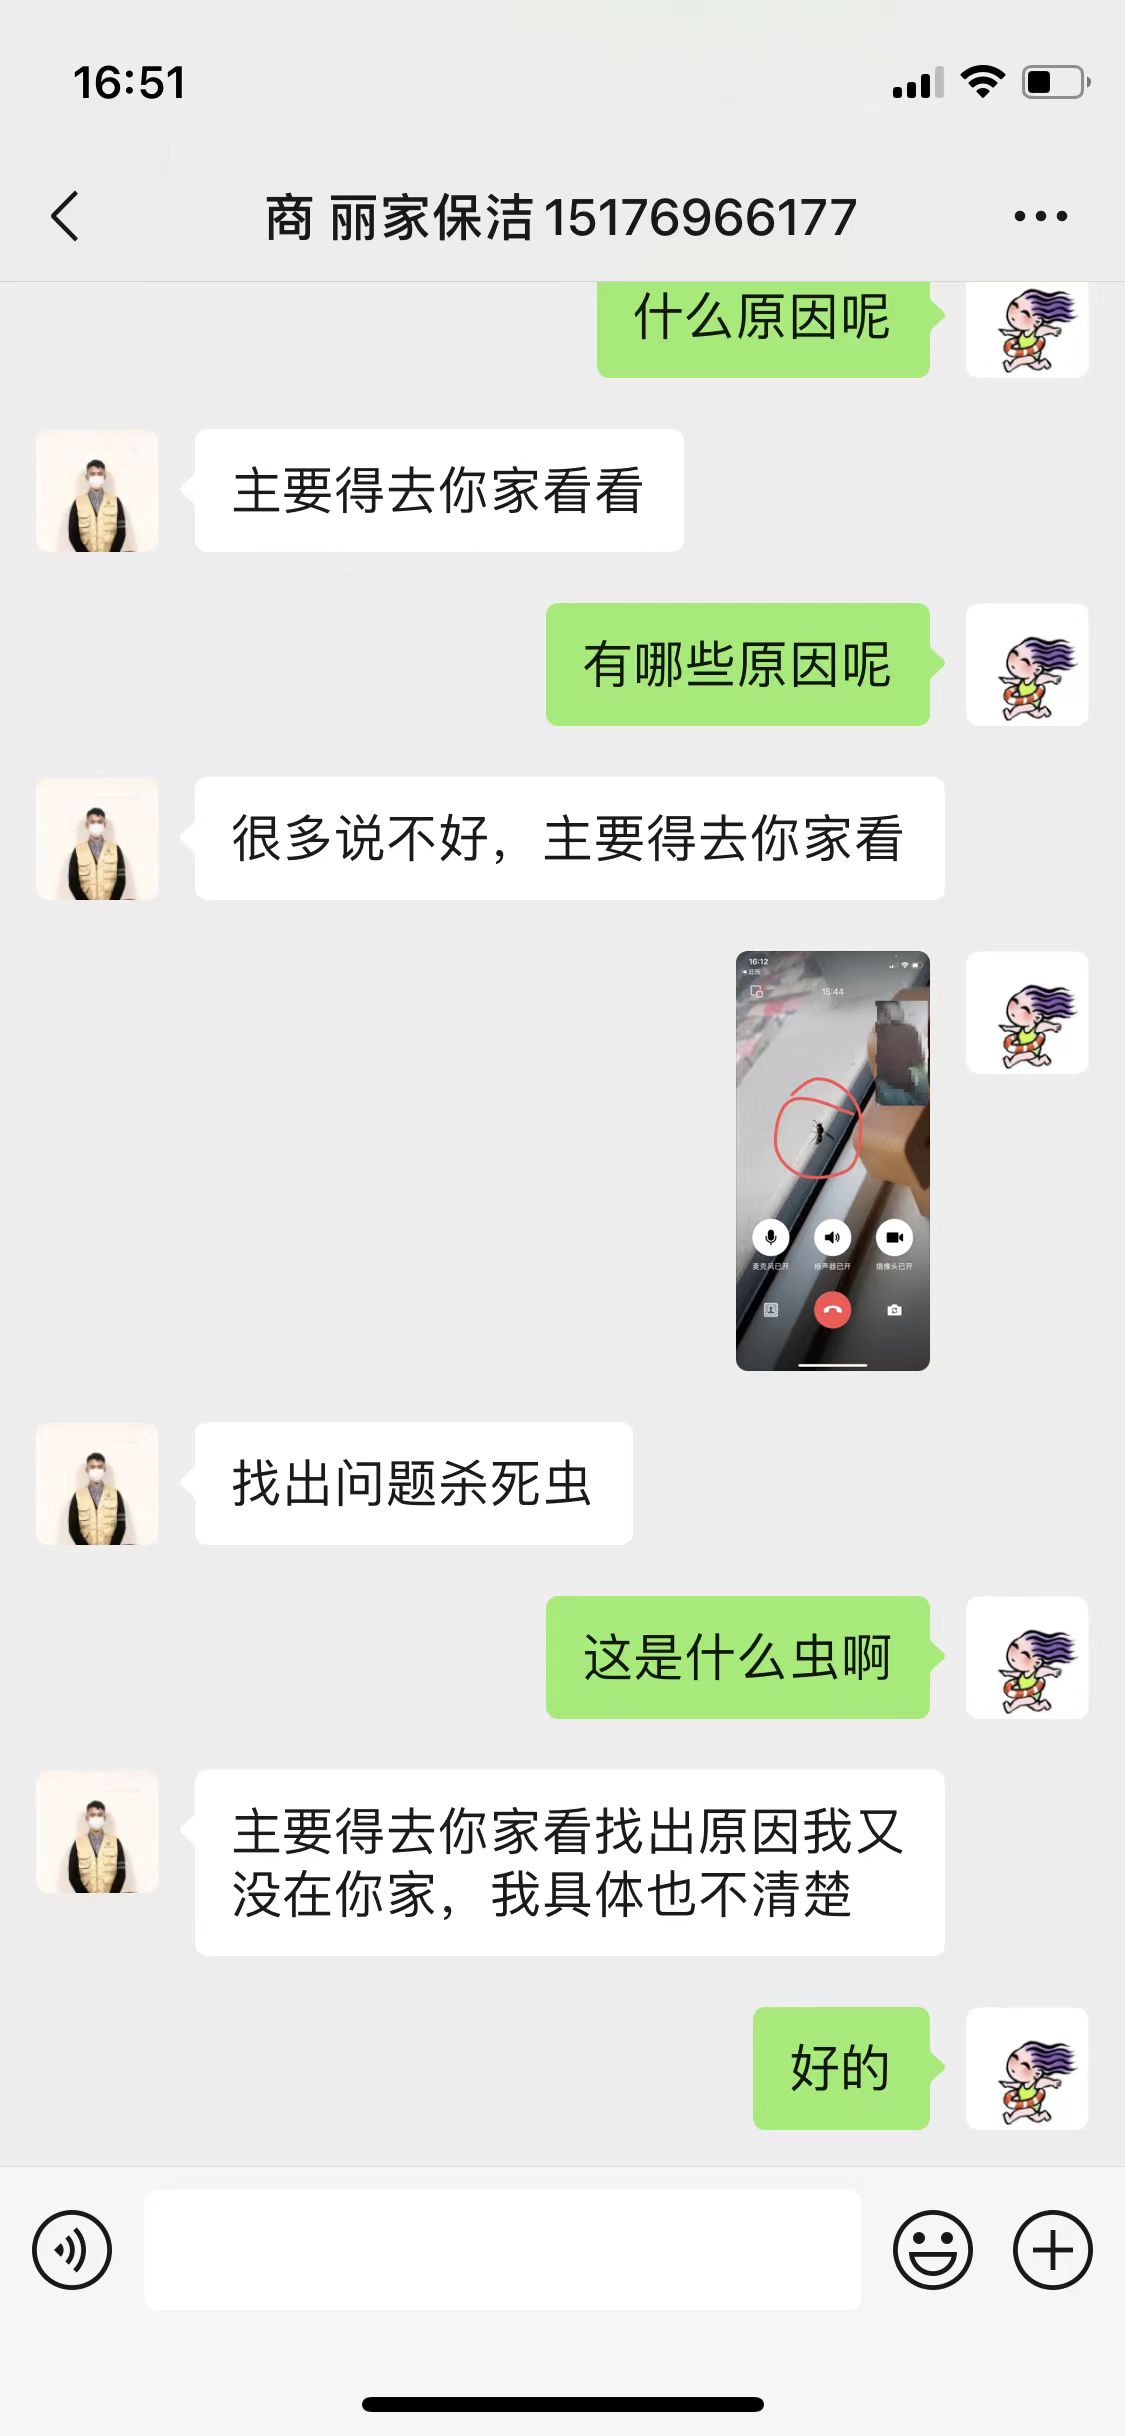 16:51
商 丽家保洁15176966177
什么原因呢
主要得去你家看看
有哪些原因呢
很多说不好，主要得去你家看
16:12
日历
15:44
麦克风已开
扬声器已开
摄像头已开
找出问题杀死虫
这是什么虫啊
主要得去你家看找出原因我又
没在你家，我具体也不清楚
好的